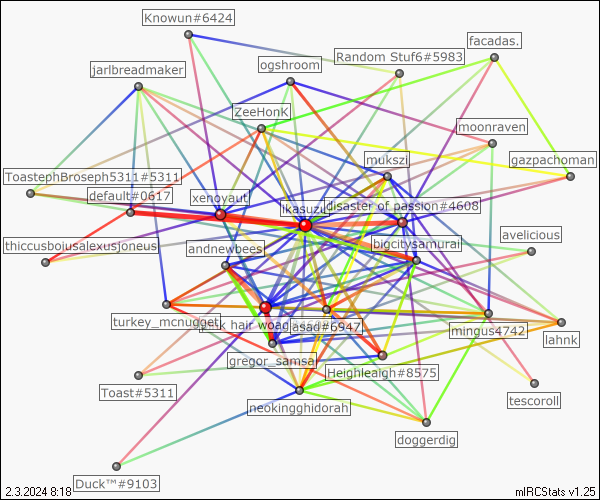 Knowun#6424
facadas.
Random Stuf6#5983
ogshroom
jarlbreadmaker
ZeeHonK
moonraven
mukszi
gazpachoman
ToastephBroseph5311#5311
default#0617
xenoyaut
ikasuzu
disaster of passion#4608
avelicious
thiccusboiusalexusjoneus
andnewbees
bigcitysamurai
turkey_mcnugget
hair woag
asad#6947
mingus4742
lahnk
gregor_samsa
Heighleaigh#8575
Toast#5311
tescoroll
neokingghidorah
doggerdig
Duck™#9103
2.3.2024 8:18
mIRCStats v1.25